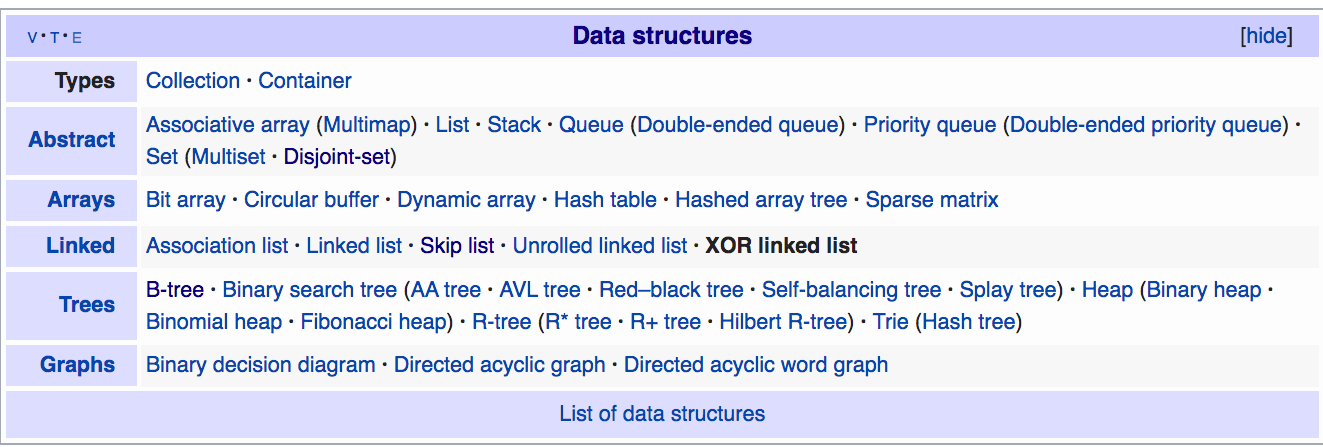 V • T • E Data structures [hide]
Types Collection · Container
Abstract Associative array (Multimap) · List · Stack · Queue (Double-ended queue) · Priority queue (Double-ended priority queue) ·
Set (Multiset · Disjoint-set)
Arrays Bit array · Circular buffer · Dynamic array · Hash table · Hashed array tree · Sparse matrix
Linked Association list · Linked list · Skip list · Unrolled linked list · XOR linked list
Trees B-tree · Binary search tree (AA tree · AVL tree · Red–black tree · Self-balancing tree · Splay tree) · Heap (Binary heap ·
Binomial heap · Fibonacci heap) · R-tree (R* tree · R+ tree · Hilbert R-tree) · Trie (Hash tree)
Graphs Binary decision diagram · Directed acyclic graph · Directed acyclic word graph
List of data structures